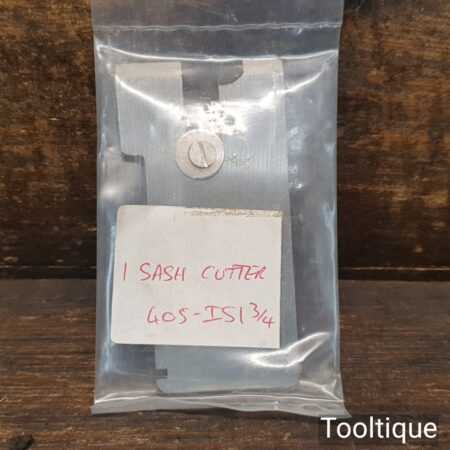 1 SASH CUTTER
405-IS1 3/4
Tooltique